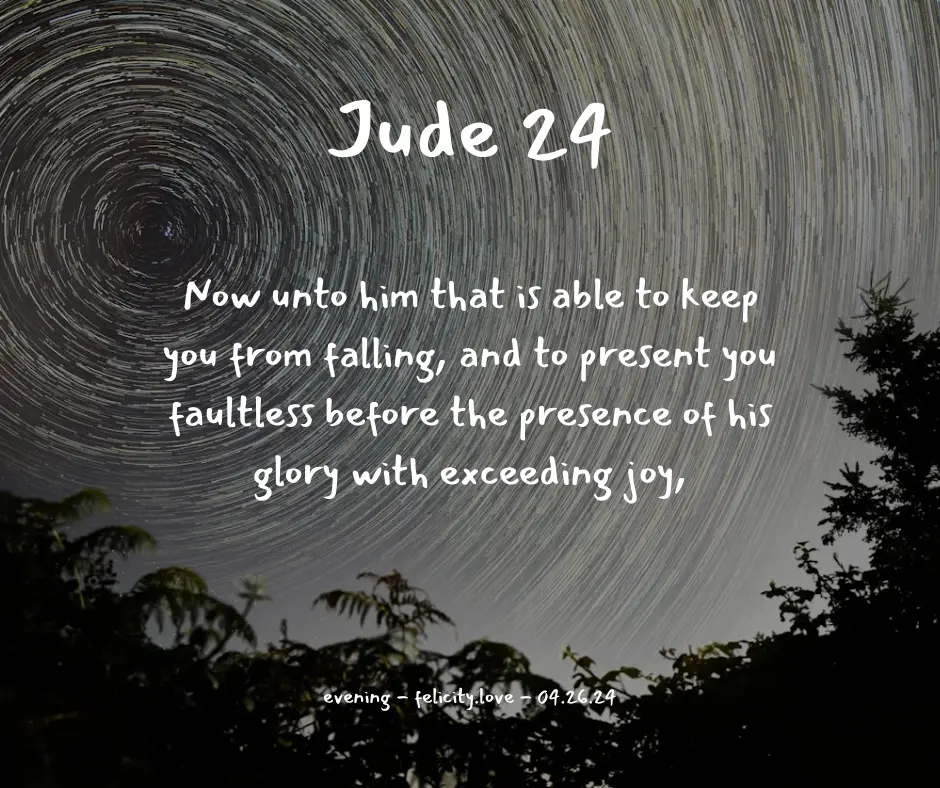 Jude 24
Now unto him that is able to keep
you from falling, and to present you
faultless before the presence of his
glory with exceeding joy,
evening - felicity.love - 04.26.24